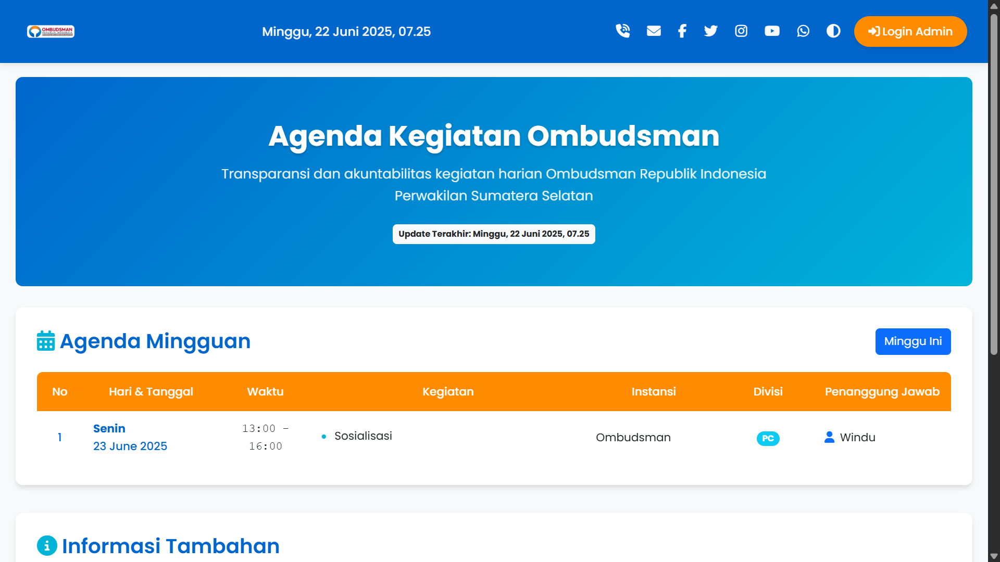 OMBUDSMAN
REPUBLIK INDONESIA
Minggu, 22 Juni 2025, 07.25
Login Admin
Agenda Kegiatan Ombudsman
Transparansi dan akuntabilitas kegiatan harian Ombudsman Republik Indonesia
Perwakilan Sumatera Selatan
Update Terakhir: Minggu, 22 Juni 2025, 07.25
Agenda Mingguan
Minggu Ini
No Hari & Tanggal Waktu Kegiatan Instansi Divisi Penanggung Jawab
1 Senin 23 June 2025 13:00 - 16:00 Sosialisasi Ombudsman PC Windu
Informasi Tambahan